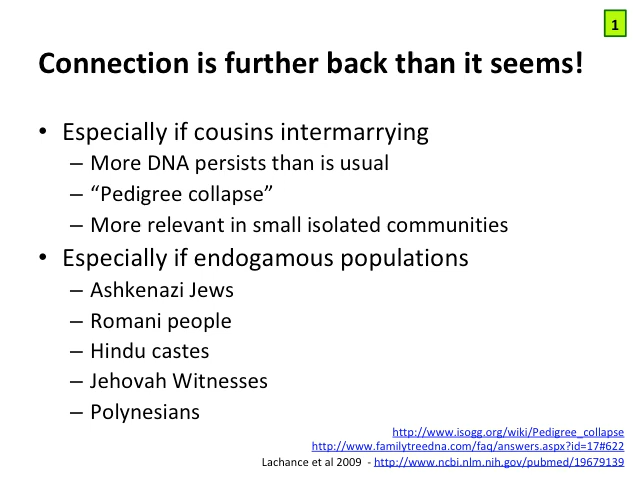 1
Connection is further back than it seems!
• Especially if cousins intermarrying
– More DNA persists than is usual
– “Pedigree collapse”
– More relevant in small isolated communities
• Especially if endogamous populations
– Ashkenazi Jews
– Romani people
– Hindu castes
– Jehovah Witnesses
– Polynesians
http://www.isogg.org/wiki/Pedigree_collapse
http://www.familytreedna.com/faq/answers.aspx?id=17#622
Lachance et al 2009 - http://www.ncbi.nlm.nih.gov/pubmed/19679139